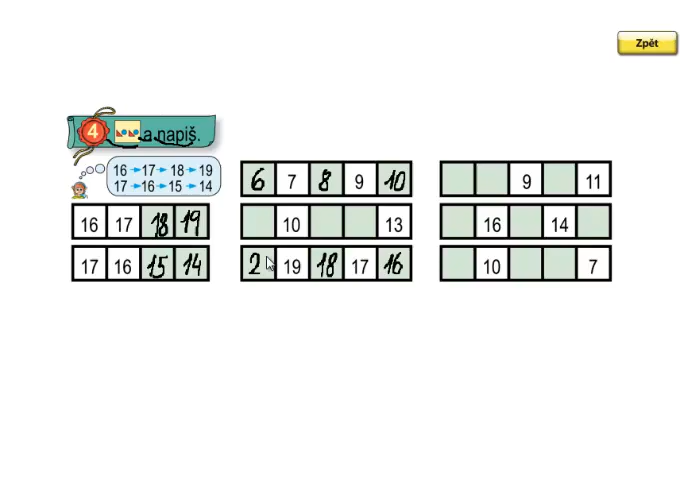 Zpět
4 a napiš.
16 → 17 → 18 → 19
17 → 16 → 15 → 14
16 17 18 19
17 16 15 14
6 7 8 9 10
10 13
2 19 18 17 16
9 11
16 14
10 7